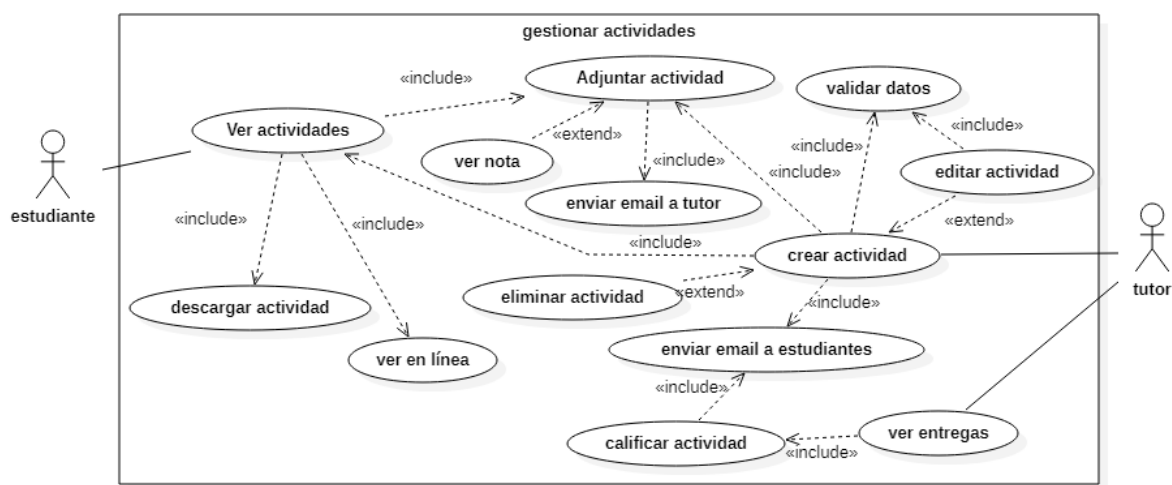 gestionar actividades
«include»
Adjuntar actividad
validar datos
Ver actividades
«extend»
«include»
ver nota
«include»
«include»
«include»
editar actividad
estudiante
enviar email a tutor
«include»
«include»
«extend»
«include»
crear actividad
tutor
descargar actividad
eliminar actividad
«extend»
«include»
ver en línea
enviar email a estudiantes
«include»
calificar actividad
ver entregas
«include»